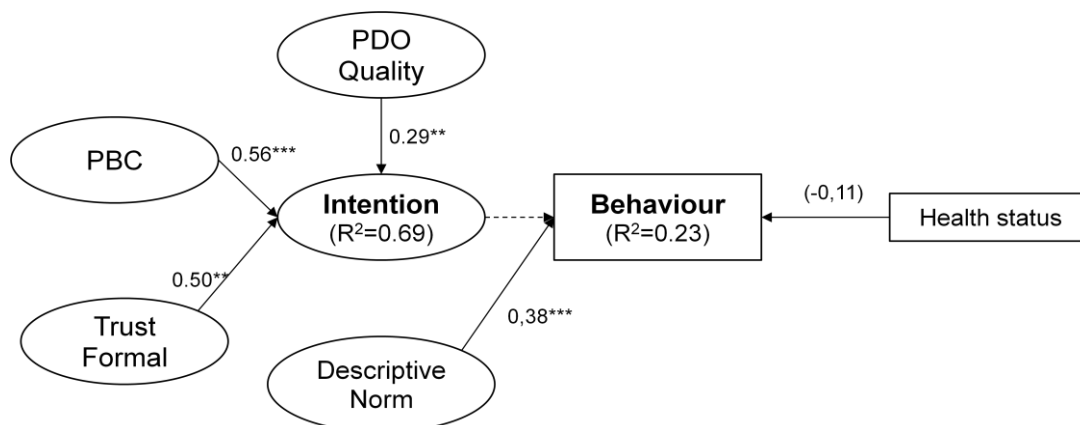 PDO
Quality
0.29**
PBC
0.56***
Intention
(R²=0.69)
Behaviour
(R²=0.23)
(-0,11)
Health status
0.50**
Trust
Formal
0,38***
Descriptive
Norm